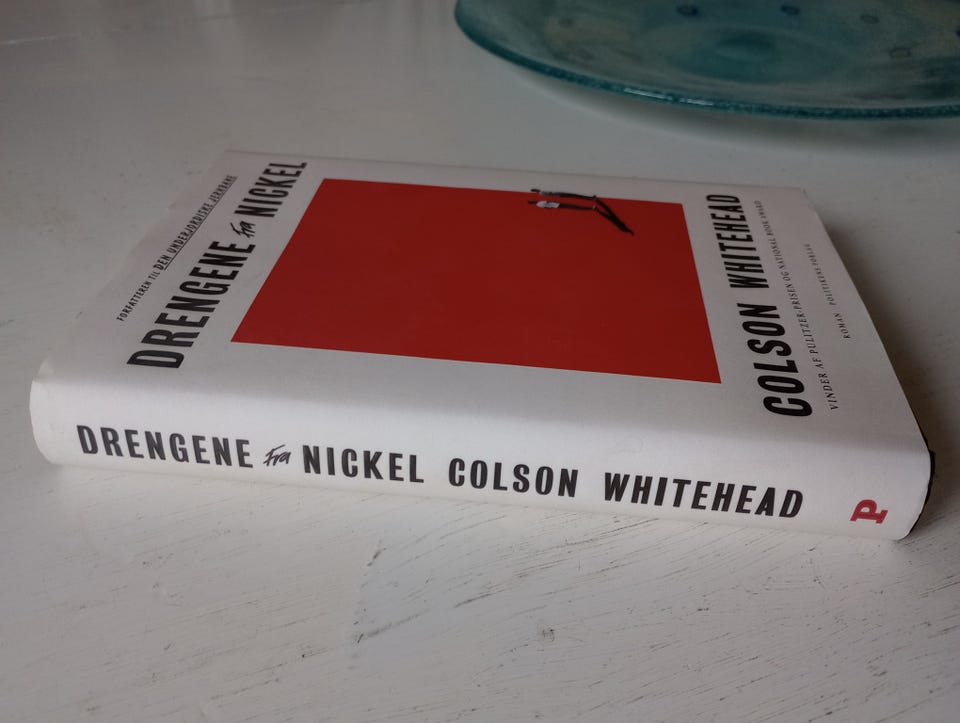 FORFATTEREN TIL DEN UNDERJORDISKE JERNBANE
DRENGENE fra NICKEL
COLSON WHITEHEAD
VINDER AF PULITZER-PRISEN OG NATIONAL BOOK AWARD
ROMAN POLITIKENS FORLAG
DRENGENE fra NICKEL COLSON WHITEHEAD P